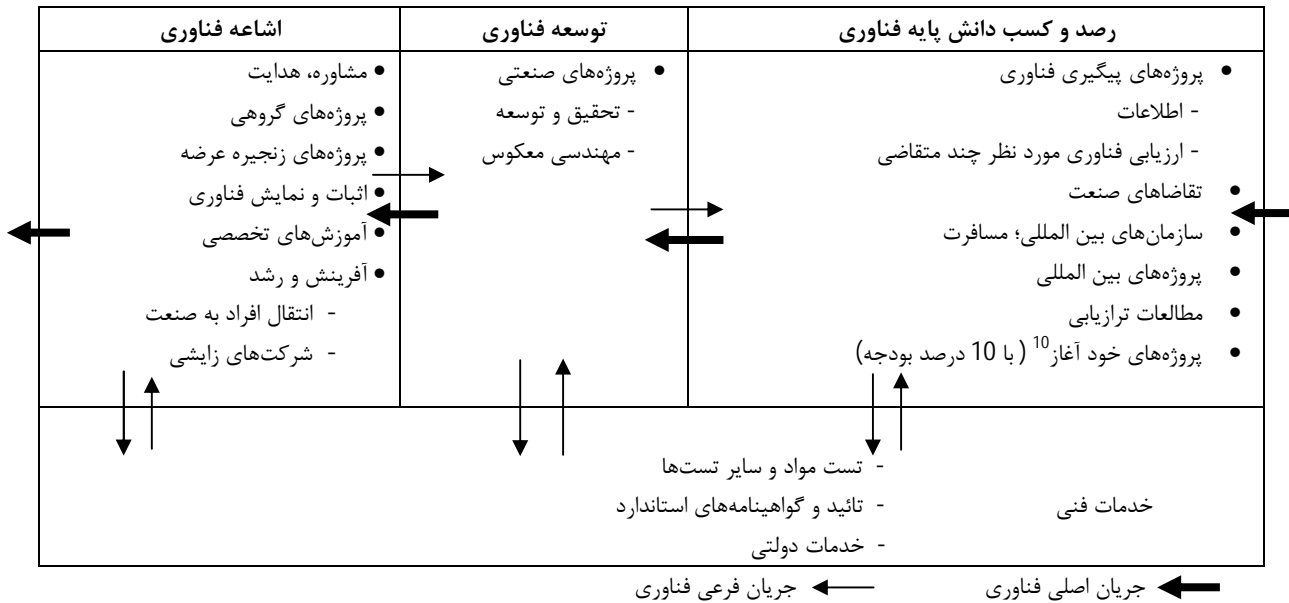 رصد و کسب دانش پایه فناوری
توسعه فناوری
اشاعه فناوری
• پروژه‌های پیگیری فناوری
- اطلاعات
- ارزیابی فناوری مورد نظر چند متقاضی
• تقاضاهای صنعت
• سازمان‌های بین المللی؛ مسافرت
• پروژه‌های بین المللی
• مطالعات ترازیابی
• پروژه‌های خود آغاز10 ( با 10 درصد بودجه)
• پروژه‌های صنعتی
- تحقیق و توسعه
- مهندسی معکوس
• مشاوره، هدایت
• پروژه‌های گروهی
• پروژه‌های زنجیره عرضه
• اثبات و نمایش فناوری
• آموزش‌های تخصصی
• آفرینش و رشد
- انتقال افراد به صنعت
- شرکت‌های زایشی
خدمات فنی
- تست مواد و سایر تست‌ها
- تائید و گواهینامه‌های استاندارد
- خدمات دولتی
جریان اصلی فناوری
جریان فرعی فناوری